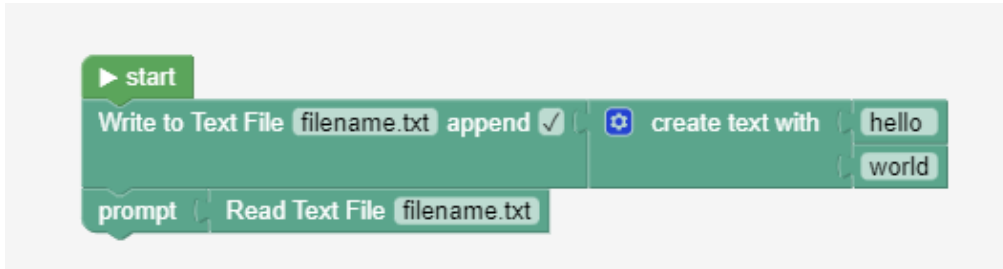 start
Write to Text File filename.txt append ✓ create text with hello
world
prompt Read Text File filename.txt